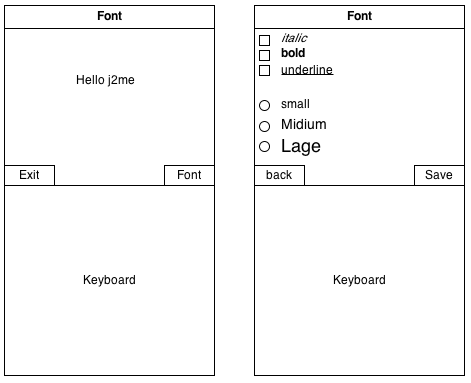 Font
Hello j2me
Exit
Font
Keyboard
Font
italic
bold
underline
small
Midium
Lage
back
Save
Keyboard